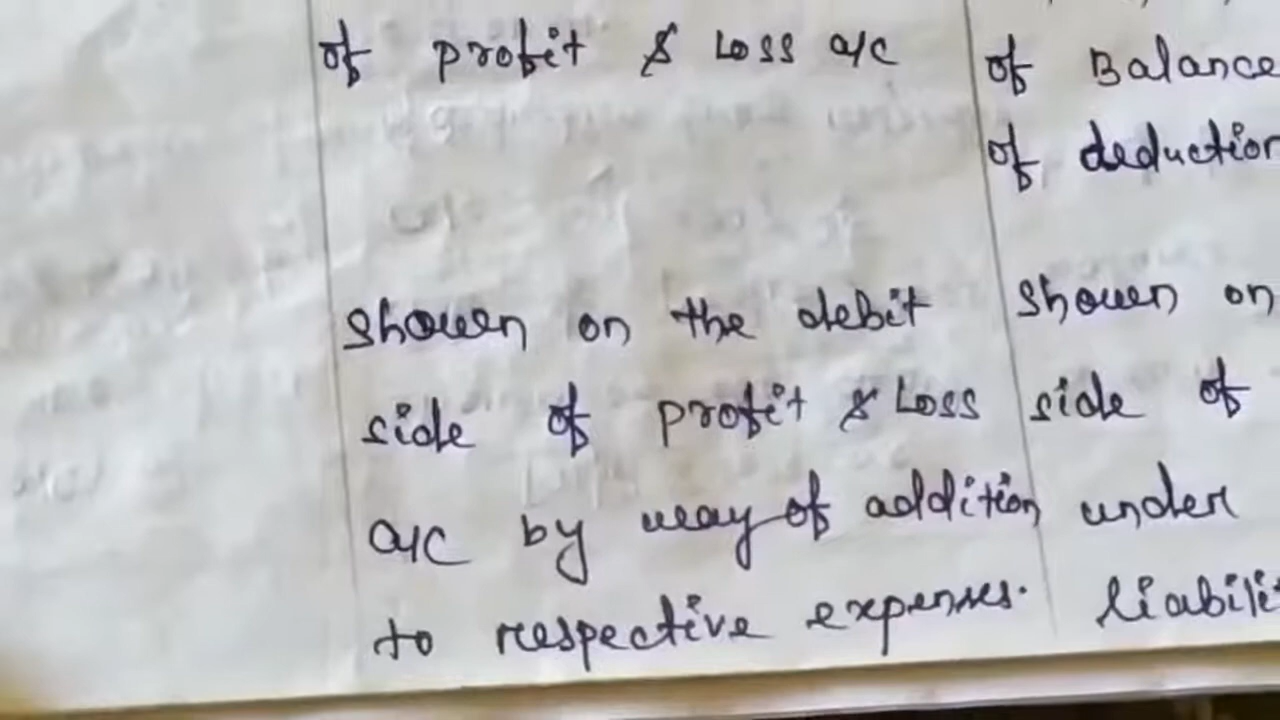 of profit & Loss a/c
of Balance
of deduction
shown on the debit
side of profit & Loss
a/c by way of addition
to respective expenses.
shown on
side of
under